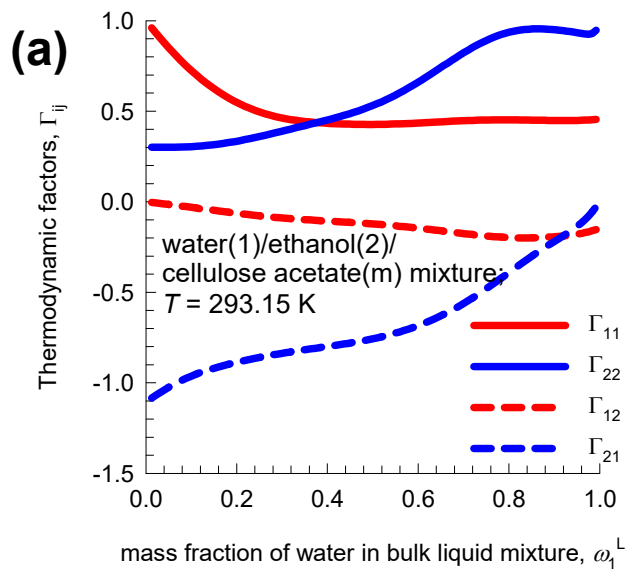 (a)
Thermodynamic factors, Γij
1.0
0.5
0.0
-0.5
-1.0
-1.5
water(1)/ethanol(2)/
cellulose acetate(m) mixture;
T = 293.15 K
Γ11
Γ22
Γ12
Γ21
0.0 0.2 0.4 0.6 0.8 1.0
mass fraction of water in bulk liquid mixture, ω1L